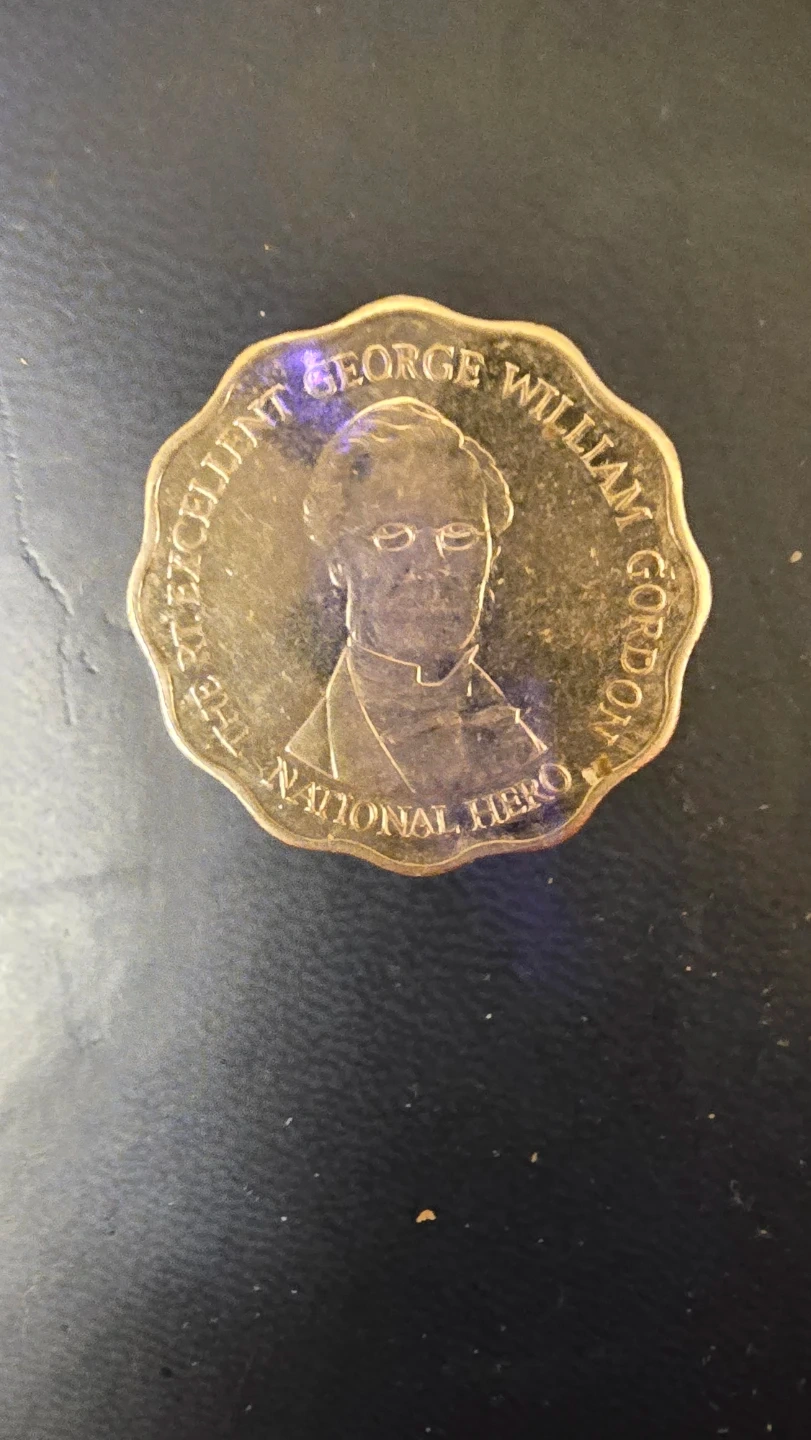 THE RT. EXCELLENT GEORGE WILLIAM GORDON
NATIONAL HERO